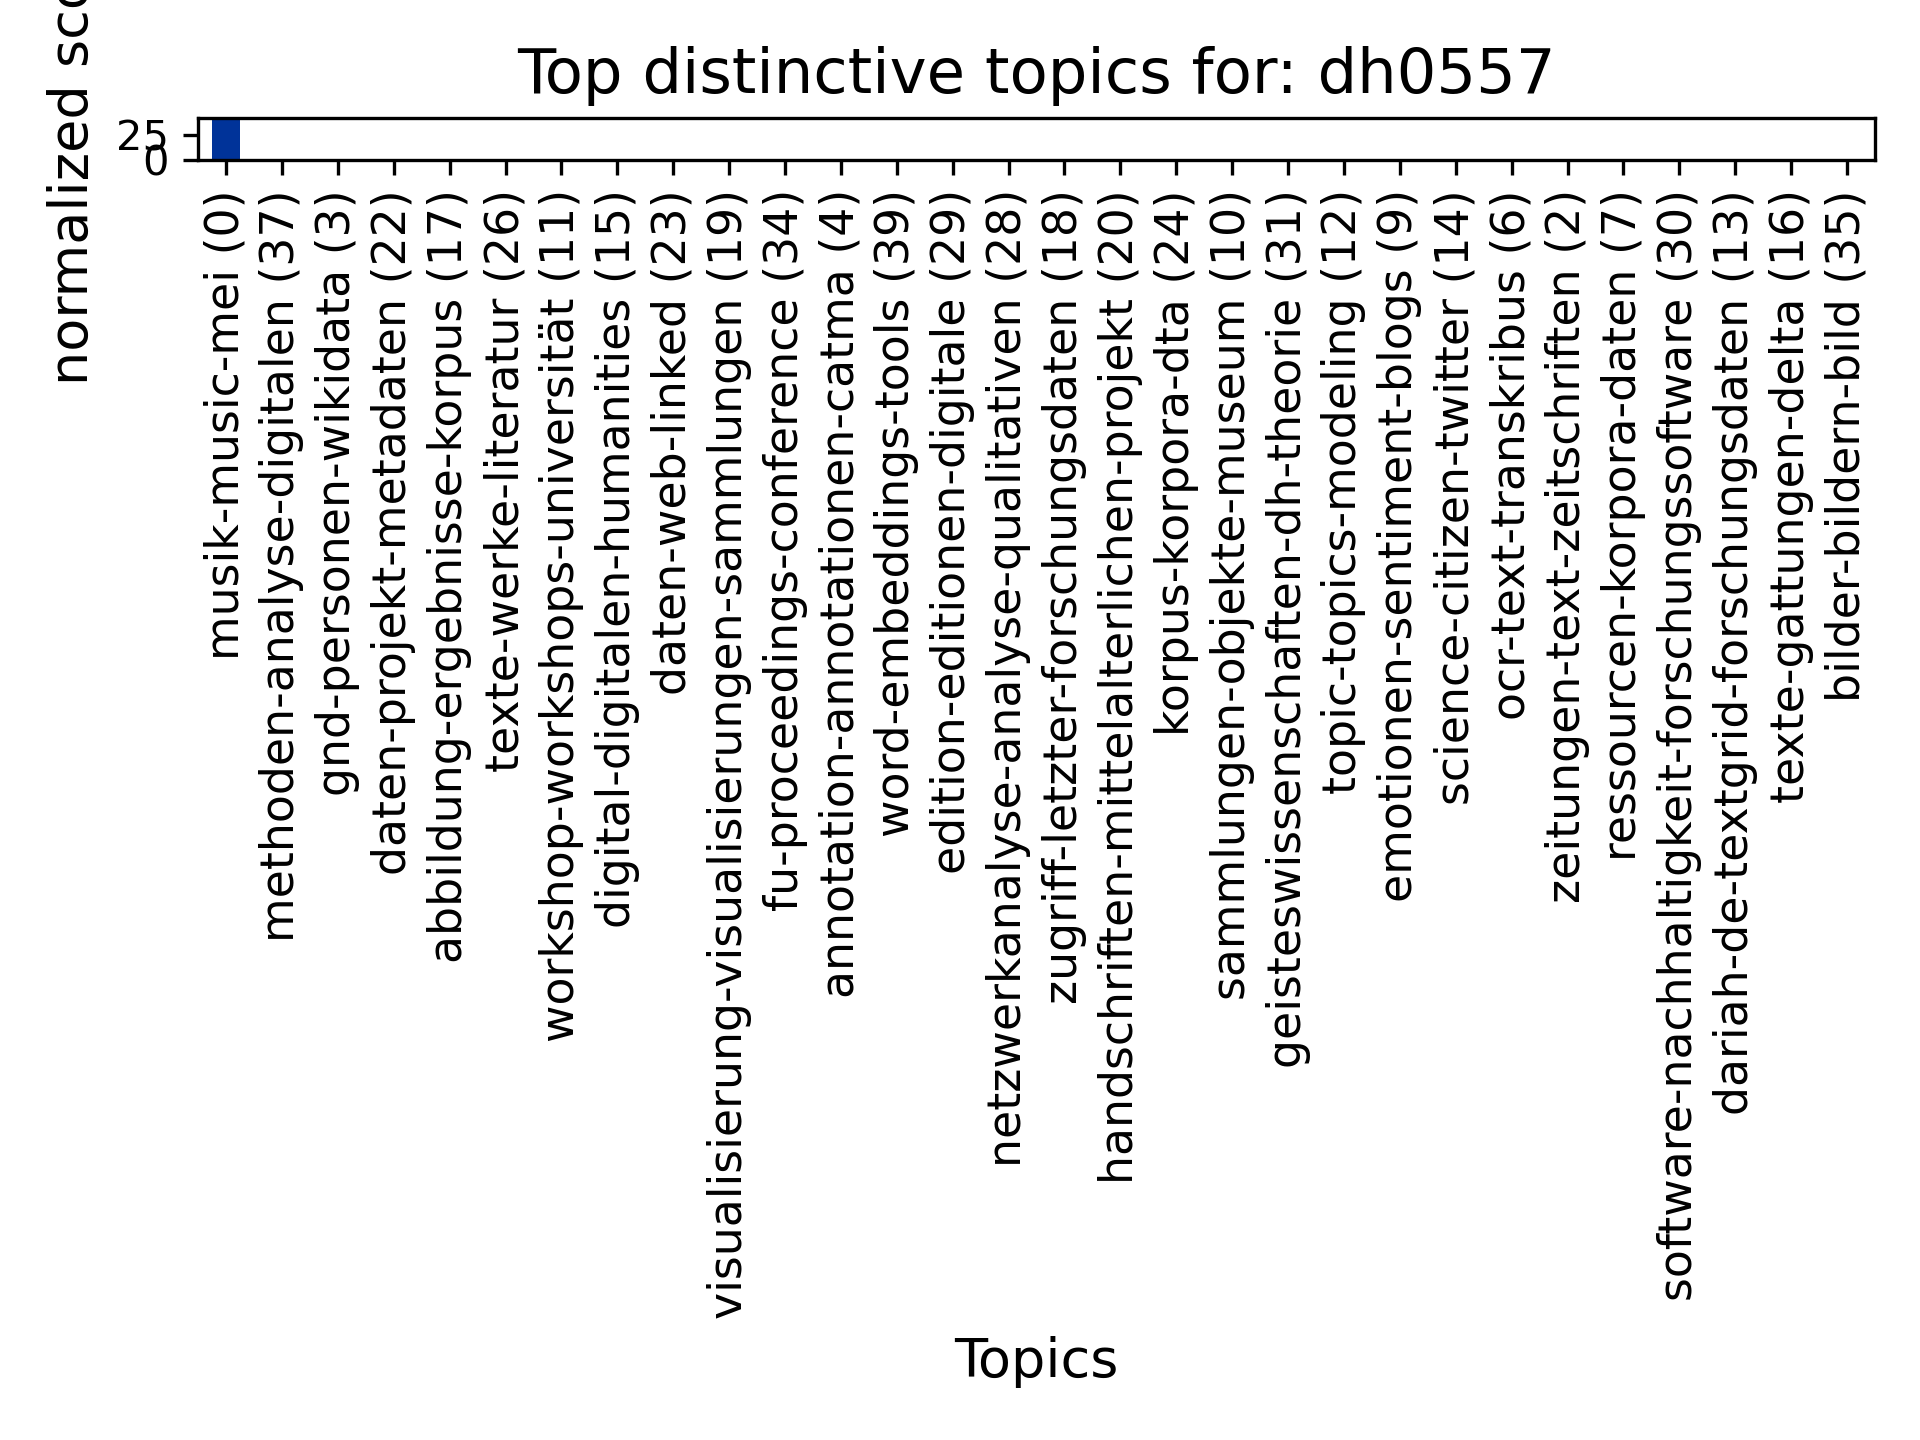 Top distinctive topics for: dh0557
normalized sco
25
0
musik-music-mei (0)
methoden-analyse-digitalen (37)
gnd-personen-wikidata (3)
daten-projekt-metadaten (22)
abbildung-ergebnisse-korpus (17)
texte-werke-literatur (26)
workshop-workshops-universität (11)
digital-digitalen-humanities (15)
daten-web-linked (23)
visualisierung-visualisierungen-sammlungen (19)
fu-proceedings-conference (34)
annotation-annotationen-catma (4)
word-embeddings-tools (39)
edition-editionen-digitale (29)
netzwerkanalyse-analyse-qualitativen (28)
zugriff-letzter-forschungsdaten (18)
handschriften-mittelalterlichen-projekt (20)
korpus-korpora-dta (24)
sammlungen-objekte-museum (10)
geisteswissenschaften-dh-theorie (31)
topic-topics-modeling (12)
emotionen-sentiment-blogs (9)
science-citizen-twitter (14)
ocr-text-transkribus (6)
zeitungen-text-zeitschriften (2)
ressourcen-korpora-daten (7)
software-nachhaltigkeit-forschungssoftware (30)
dariah-de-textgrid-forschungsdaten (13)
texte-gattungen-delta (16)
bilder-bildern-bild (35)
Topics